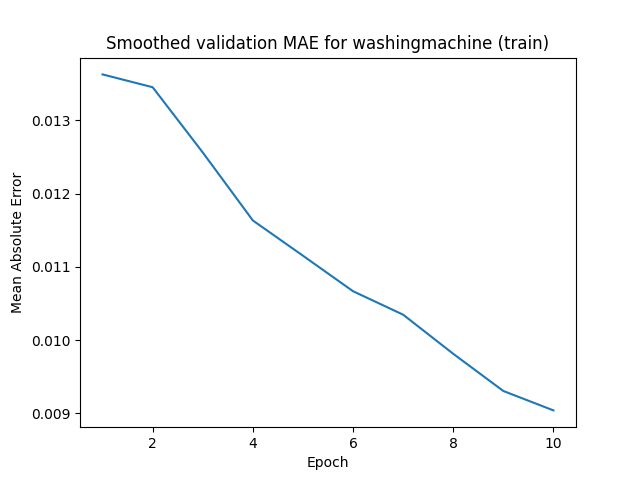 Smoothed validation MAE for washingmachine (train)
Mean Absolute Error
0.013
0.012
0.011
0.010
0.009
2 4 6 8 10
Epoch